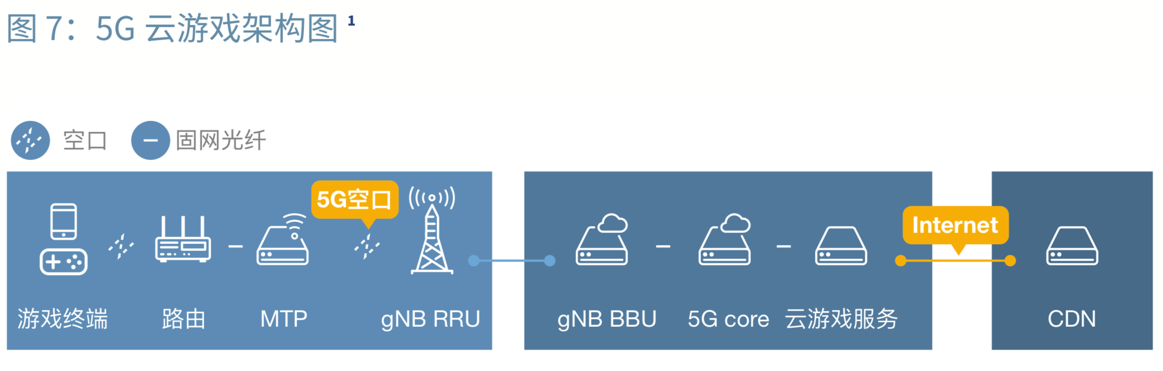 图 7：5G 云游戏架构图 1
空口 固网光纤
5G空口
Internet
游戏终端 路由 MTP gNB RRU gNB BBU 5G core 云游戏服务 CDN